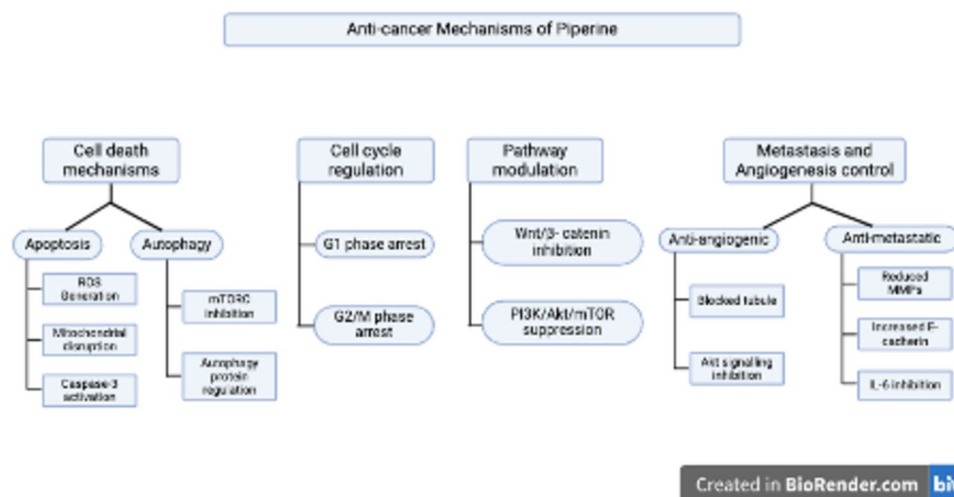 Anti-cancer Mechanisms of Piperine
Cell death
mechanisms
Cell cycle
regulation
Pathway
modulation
Metastasis and
Angiogenesis control
Apoptosis
Autophagy
G1 phase arrest
Wnt/β- catenin
inhibition
Anti-angiogenic
Anti-metastatic
ROS
Generation
Mitochondrial
disruption
Caspase-3
activation
mTORC
inhibition
Autophagy
protein
regulation
G2/M phase
arrest
PI3K/Akt/mTOR
suppression
Blocked tubule
Akt signalling
inhibition
Reduced
MMPs
Increased E-
cadherin
IL-6 inhibition
Created in BioRender.com bi